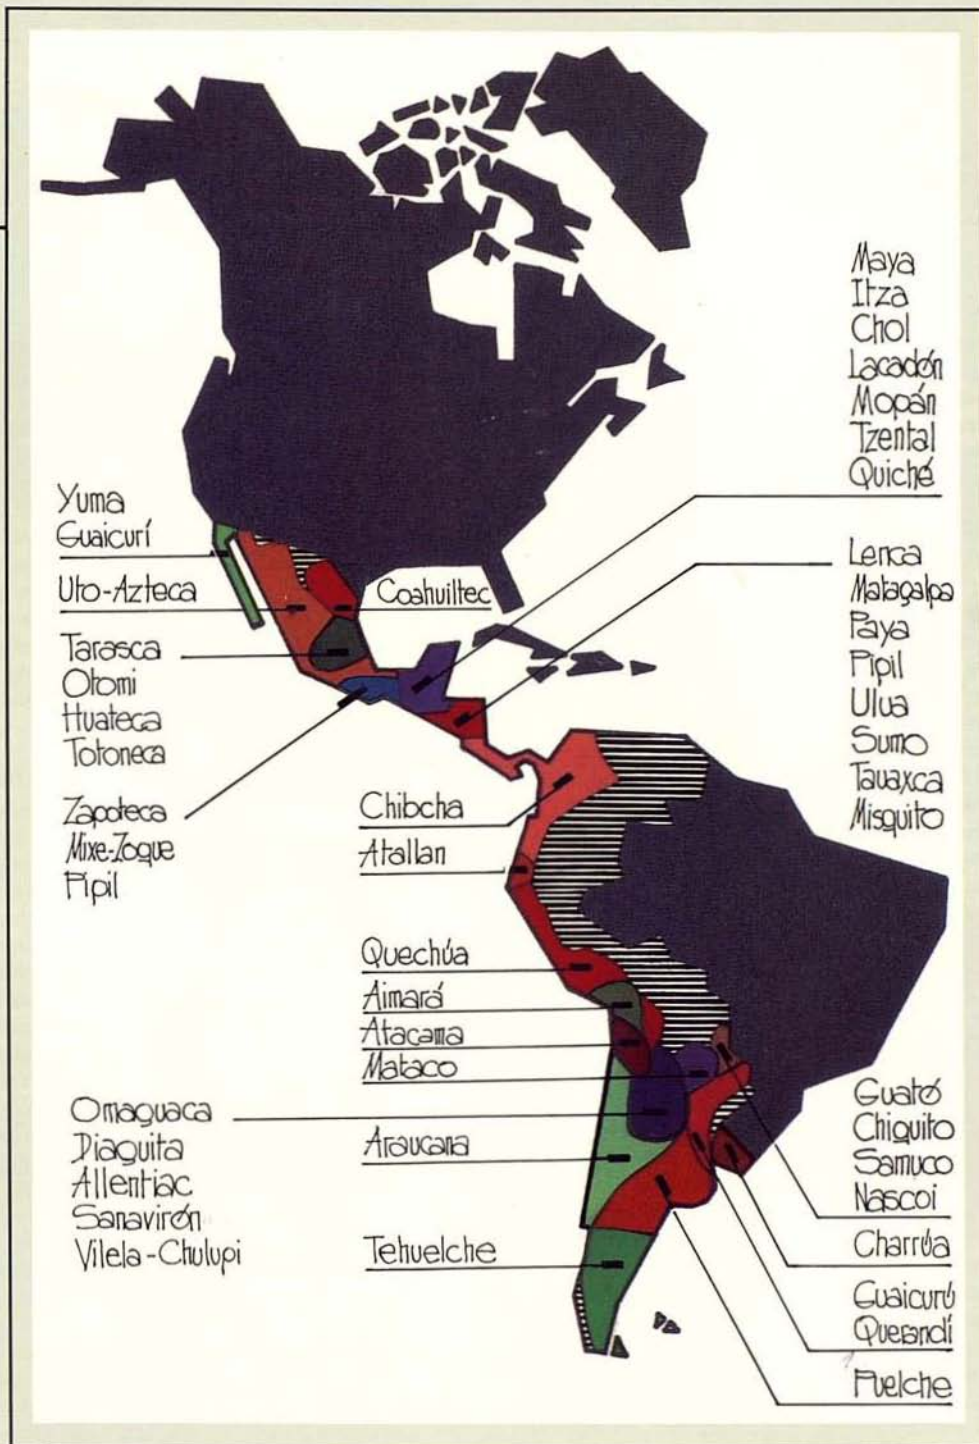 Maya
Itza
Chol
Lacadón
Mopán
Tzental
Quiché
Yuma
Guaicurí
Uto-Azteca
Coahuiltec
Tarasca
Otomi
Huateca
Totoneca
Zapoteca
Mixe-Zoque
Pipil
Lenca
Matagalpa
Paya
Pipil
Ulua
Sumo
Tauaxca
Misquito
Chibcha
Atallan
Quechúa
Aimará
Atacama
Mataco
Omaguaca
Diaguita
Allentiac
Sanavirón
Vilela-Chulupi
Araucana
Tehuelche
Guató
Chiquito
Samuco
Nascoi
Charrúa
Guaicurú
Querandí
Puelche